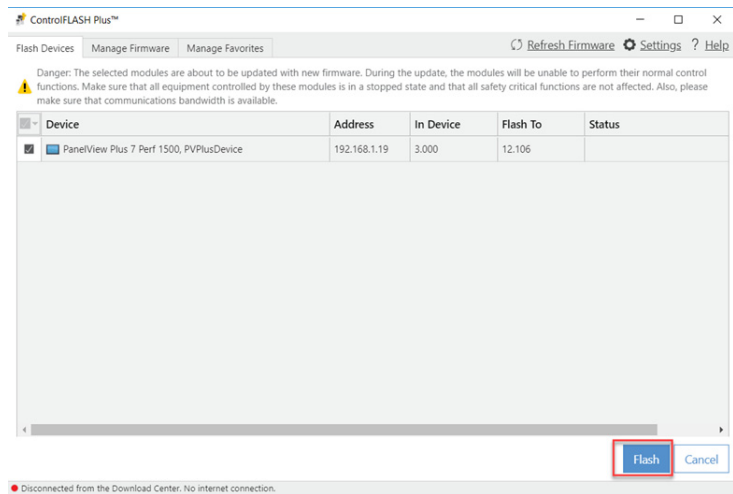 ControlFLASH Plus™
Flash Devices Manage Firmware Manage Favorites Refresh Firmware Settings ? Help
Danger: The selected modules are about to be updated with new firmware. During the update, the modules will be unable to perform their normal control
functions. Make sure that all equipment controlled by these modules is in a stopped state and that all safety critical functions are not affected. Also, please
make sure that communications bandwidth is available.
Device Address In Device Flash To Status
PanelView Plus 7 Perf 1500, PVPlusDevice 192.168.1.19 3.000 12.106
Flash Cancel
Disconnected from the Download Center. No internet connection.